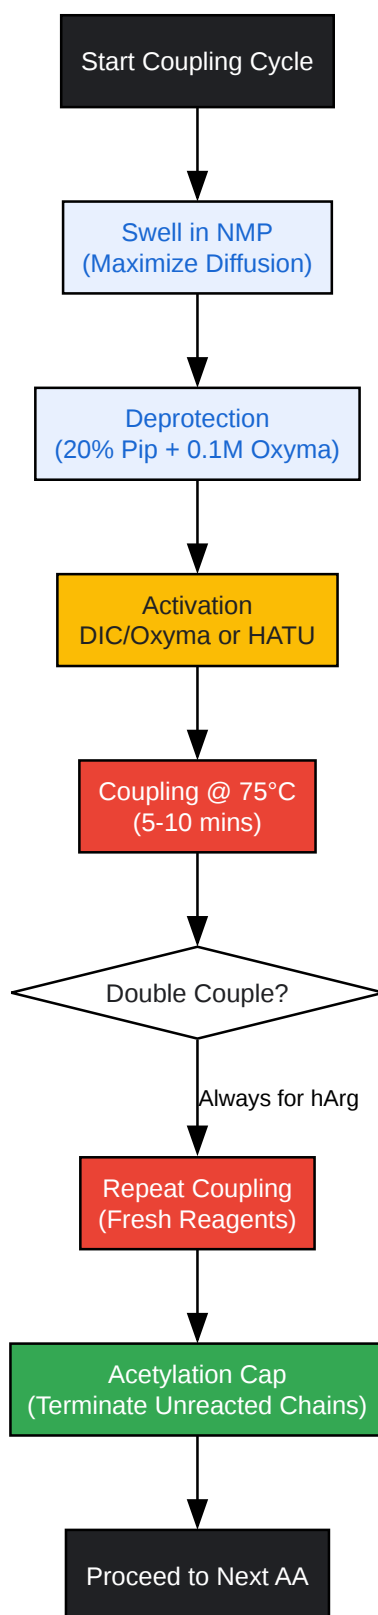 Start Coupling Cycle
Swell in NMP
(Maximize Diffusion)
Deprotection
(20% Pip + 0.1M Oxyma)
Activation
DIC/Oxyma or HATU
Coupling @ 75°C
(5-10 mins)
Double Couple?
Always for hArg
Repeat Coupling
(Fresh Reagents)
Acetylation Cap
(Terminate Unreacted Chains)
Proceed to Next AA